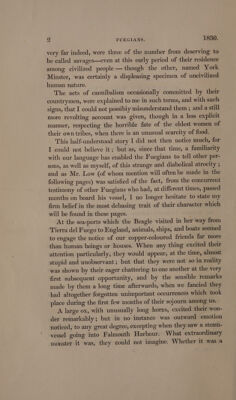 2 FUEGIANS. 1830.
very far indeed, were three of the number from deserving to
be called savages—even at this early period of their residence
among civilized people—though the other, named York
Minster, was certainly a displeasing specimen of uncivilized
human nature.
The acts of cannibalism occasionally committed by their
countrymen, were explained to me in such terms, and with such
signs, that I could not possibly misunderstand them; and a still
more revolting account was given, though in a less explicit
manner, respecting the horrible fate of the eldest women of
their own tribes, when there is an unusual scarcity of food.
This half-understood story I did not then notice much, for
I could not believe it; but as, since that time, a familiarity
with our language has enabled the Fuegians to tell other per-
sons, as well as myself, of this strange and diabolical atrocity;
and as Mr. Low (of whom mention will often be made in the
following pages) was satisfied of the fact, from the concurrent
testimony of other Fuegians who had, at different times, passed
months on board his vessel, I no longer hesitate to state my
firm belief in the most debasing trait of their character which
will be found in these pages.
At the sea-ports which the Beagle visited in her way from
Tierra del Fuego to England, animals, ships, and boats seemed
to engage the notice of our copper-coloured friends far more
than human beings or houses. When any thing excited their
attention particularly, they would appear, at the time, almost
stupid and unobservant; but that they were not so in reality
was shown by their eager chattering to one another at the very
first subsequent opportunity, and by the sensible remarks
made by them a long time afterwards, when we fancied they
had altogether forgotten unimportant occurrences which took
place during the first few months of their sojourn among us.
A large ox, with unusually long horns, excited their won-
der remarkably; but in no instance was outward emotion
noticed, to any great degree, excepting when they saw a steam-
vessel going into Falmouth Harbour. What extraordinary
monster it was, they could not imagine. Whether it was a